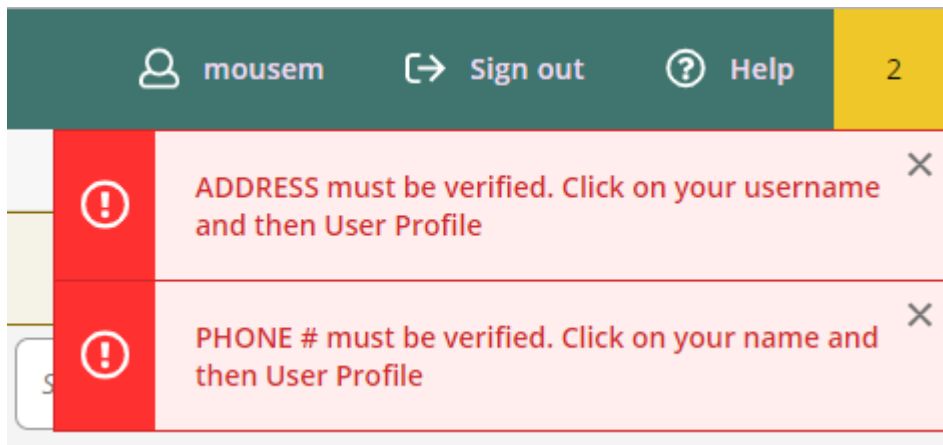 mousem Sign out Help 2
ADDRESS must be verified. Click on your username
and then User Profile
PHONE # must be verified. Click on your name and
then User Profile